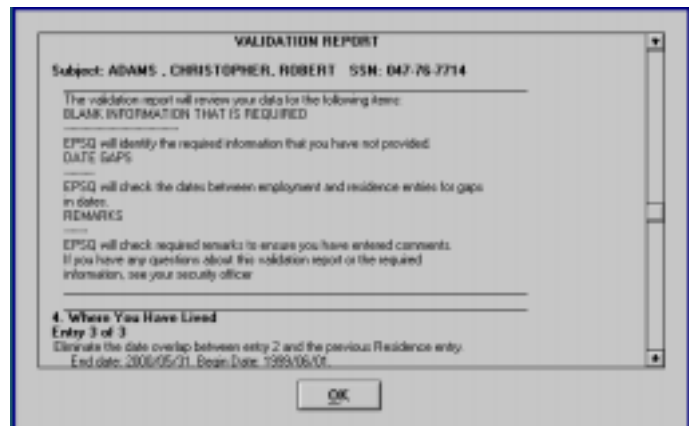 VALIDATION REPORT
Subject: ADAMS , CHRISTOPHER, ROBERT SSN: 047-76-7714
The validation report will review your data for the following items:
BLANK INFORMATION THAT IS REQUIRED
--------------------
EPSQ will identify the required information that you have not provided.
DATE GAPS
------
EPSQ will check the dates between employment and residence entries for gaps
in dates.
REMARKS
-----
EPSQ will check required remarks to ensure you have entered comments.
If you have any questions about this validation report or the required
information, see your security officer
4. Where You Have Lived
Entry 3 of 3
Eliminate the date overlap between entry 2 and the previous Residence entry.
End date: 2000/05/31. Begin Date: 1999/06/01.
OK